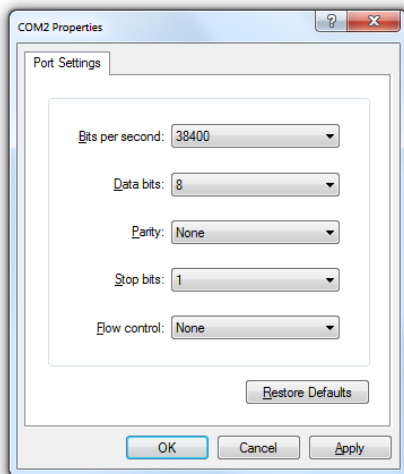 COM2 Properties
Port Settings
Bits per second: 38400
Data bits: 8
Parity: None
Stop bits: 1
Flow control: None
Restore Defaults
OK Cancel Apply